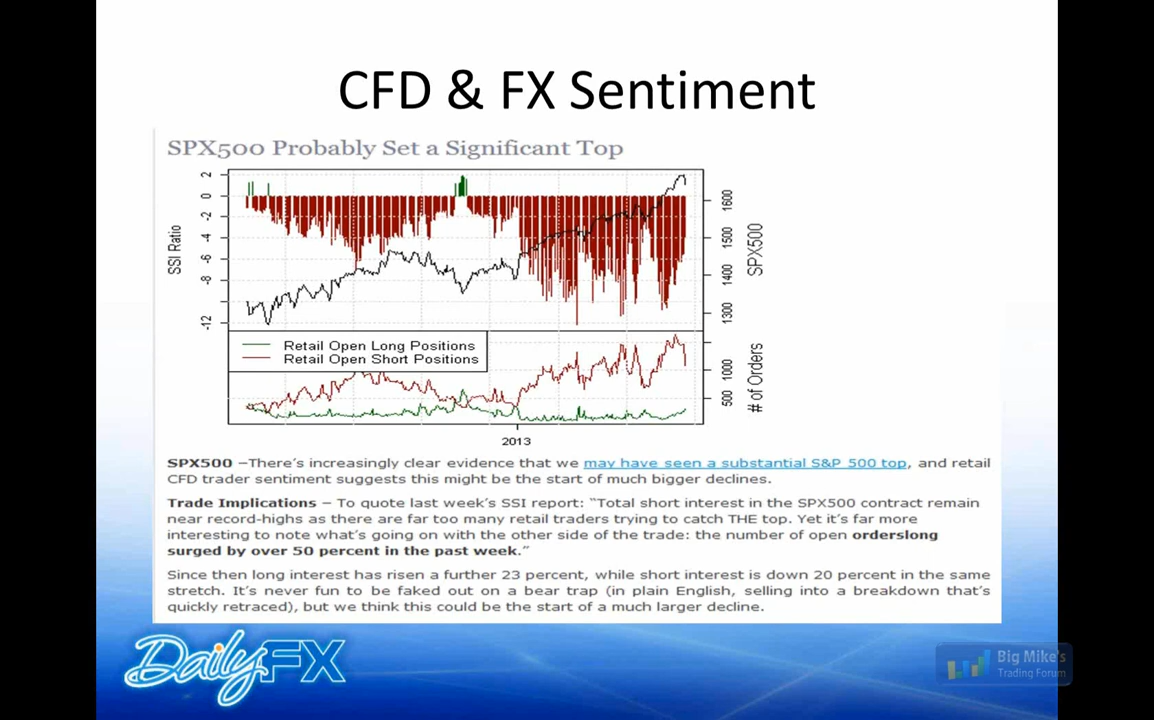 CFD & FX Sentiment
SPX500 Probably Set a Significant Top
2
0
-2
-4
-6
-8
-12
SSI Ratio
1600
1500
1400
1300
SPX500
Retail Open Long Positions
Retail Open Short Positions
1000
500
# of Orders
2013
SPX500 –There's increasingly clear evidence that we may have seen a substantial S&P 500 top, and retail
CFD trader sentiment suggests this might be the start of much bigger declines.
Trade Implications – To quote last week's SSI report: "Total short interest in the SPX500 contract remain
near record-highs as there are far too many retail traders trying to catch THE top. Yet it's far more
interesting to note what's going on with the other side of the trade: the number of open orderslong
surged by over 50 percent in the past week."
Since then long interest has risen a further 23 percent, while short interest is down 20 percent in the same
stretch. It's never fun to be faked out on a bear trap (in plain English, selling into a breakdown that's
quickly retraced), but we think this could be the start of a much larger decline.
DailyFX
Big Mike's
Trading Forum